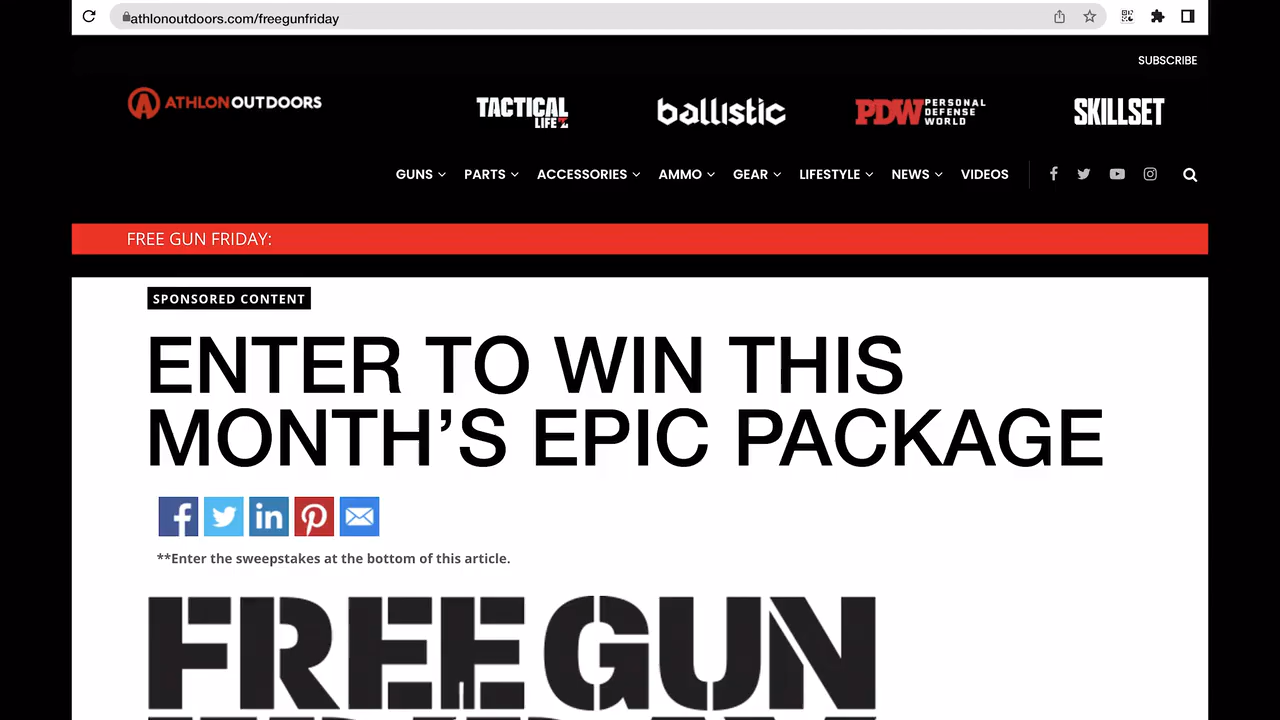 athlonoutdoors.com/freegunfriday
SUBSCRIBE
ATHLONOUTDOORS
TACTICAL
LIFE
ballistic
PDW PERSONAL
DEFENSE
WORLD
SKILLSET
GUNS PARTS ACCESSORIES AMMO GEAR LIFESTYLE NEWS VIDEOS
FREE GUN FRIDAY:
SPONSORED CONTENT
ENTER TO WIN THIS
MONTH’S EPIC PACKAGE
**Enter the sweepstakes at the bottom of this article.
FREE GUN